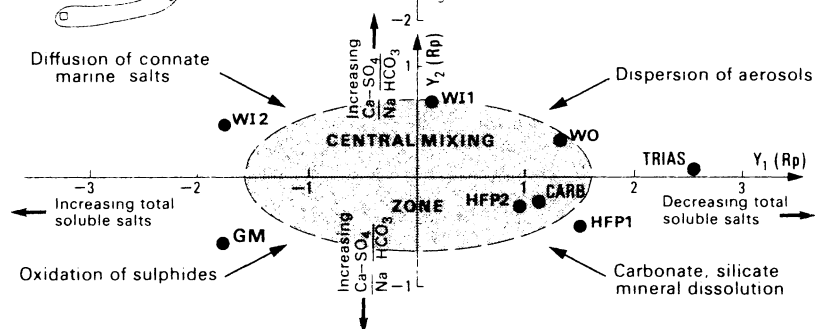 −2
Diffusion of connate
marine salts
Increasing
Ca–SO4
Na HCO3
1
Y2 (Rp)
Dispersion of aerosols
WI1
WI2
CENTRAL MIXING
WO
TRIAS
Y1 (Rp)
−3
−2
−1
1
2
3
Increasing total
soluble salts
ZONE
HFP2
CARB
HFP1
Decreasing total
soluble salts
GM
Increasing
Ca–SO4
Na HCO3
Oxidation of sulphides
−1
Carbonate, silicate
mineral dissolution